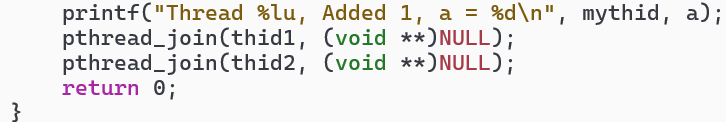 printf("Thread %lu, Added 1, a = %d\n", mythid, a);
pthread_join(thid1, (void **)NULL);
pthread_join(thid2, (void **)NULL);
return 0;
}